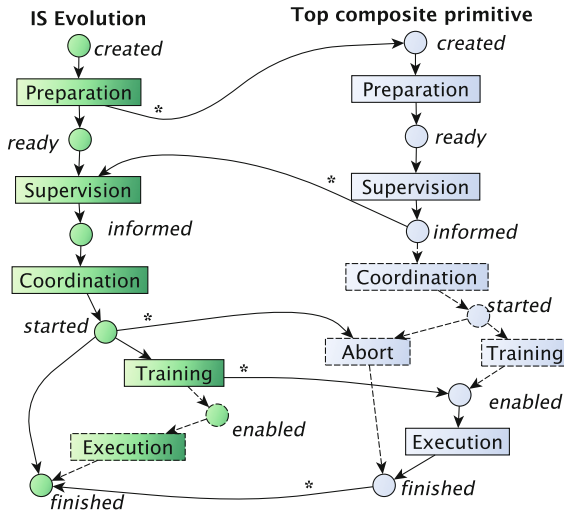 IS Evolution
Top composite primitive
created
created
Preparation
*
Preparation
ready
ready
Supervision
*
Supervision
informed
informed
Coordination
Coordination
started
*
started
Abort
Training
Training
*
enabled
enabled
Execution
Execution
finished
*
finished